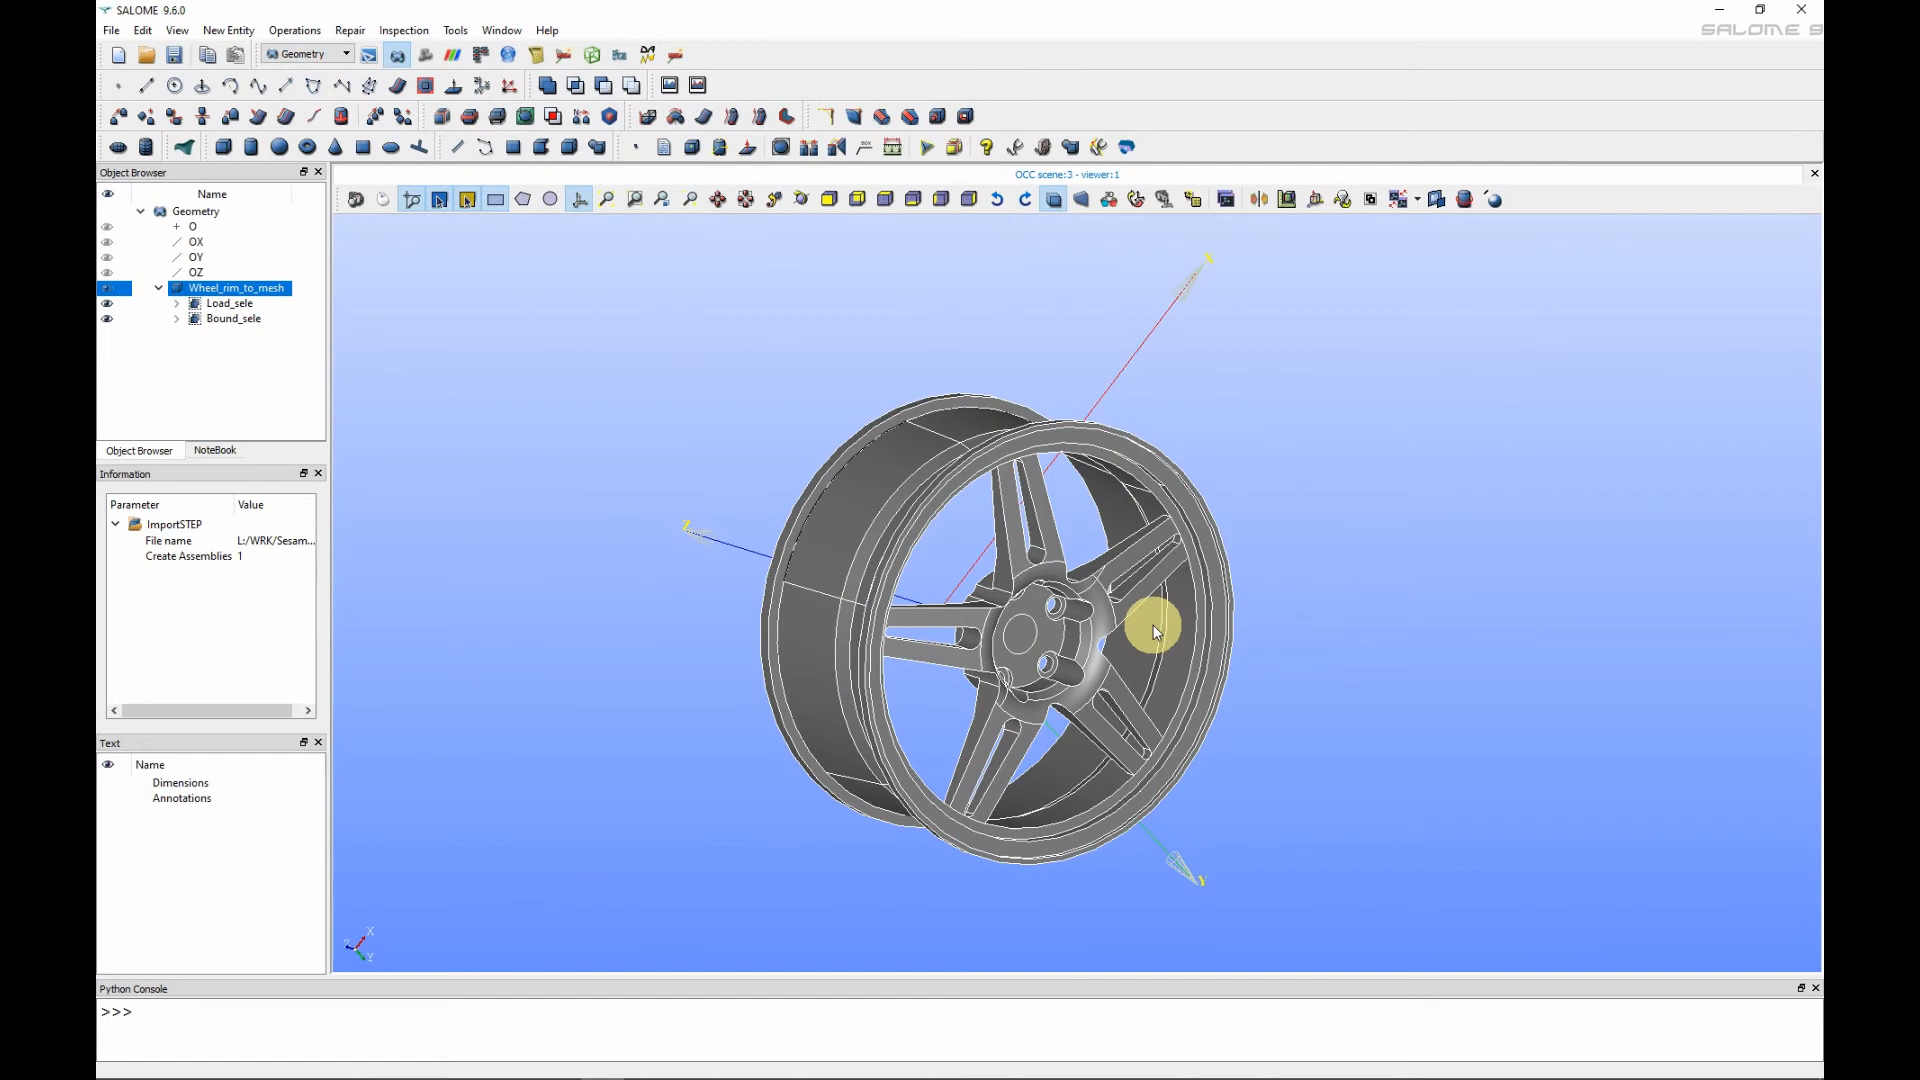 SALOME 9.6.0
File Edit View New Entity Operations Repair Inspection Tools Window Help
SALOME 9
Geometry
Object Browser
OCC scene:3 - viewer:1
Name
Geometry
O
OX
OY
OZ
Wheel_rim_to_mesh
Load_sele
Bound_sele
Object Browser NoteBook
Information
Parameter Value
ImportSTEP
File name L:/WRK/Sesam...
Create Assemblies 1
Text
Name
Dimensions
Annotations
X
Z
Y
X
Z
Y
Python Console
>>>